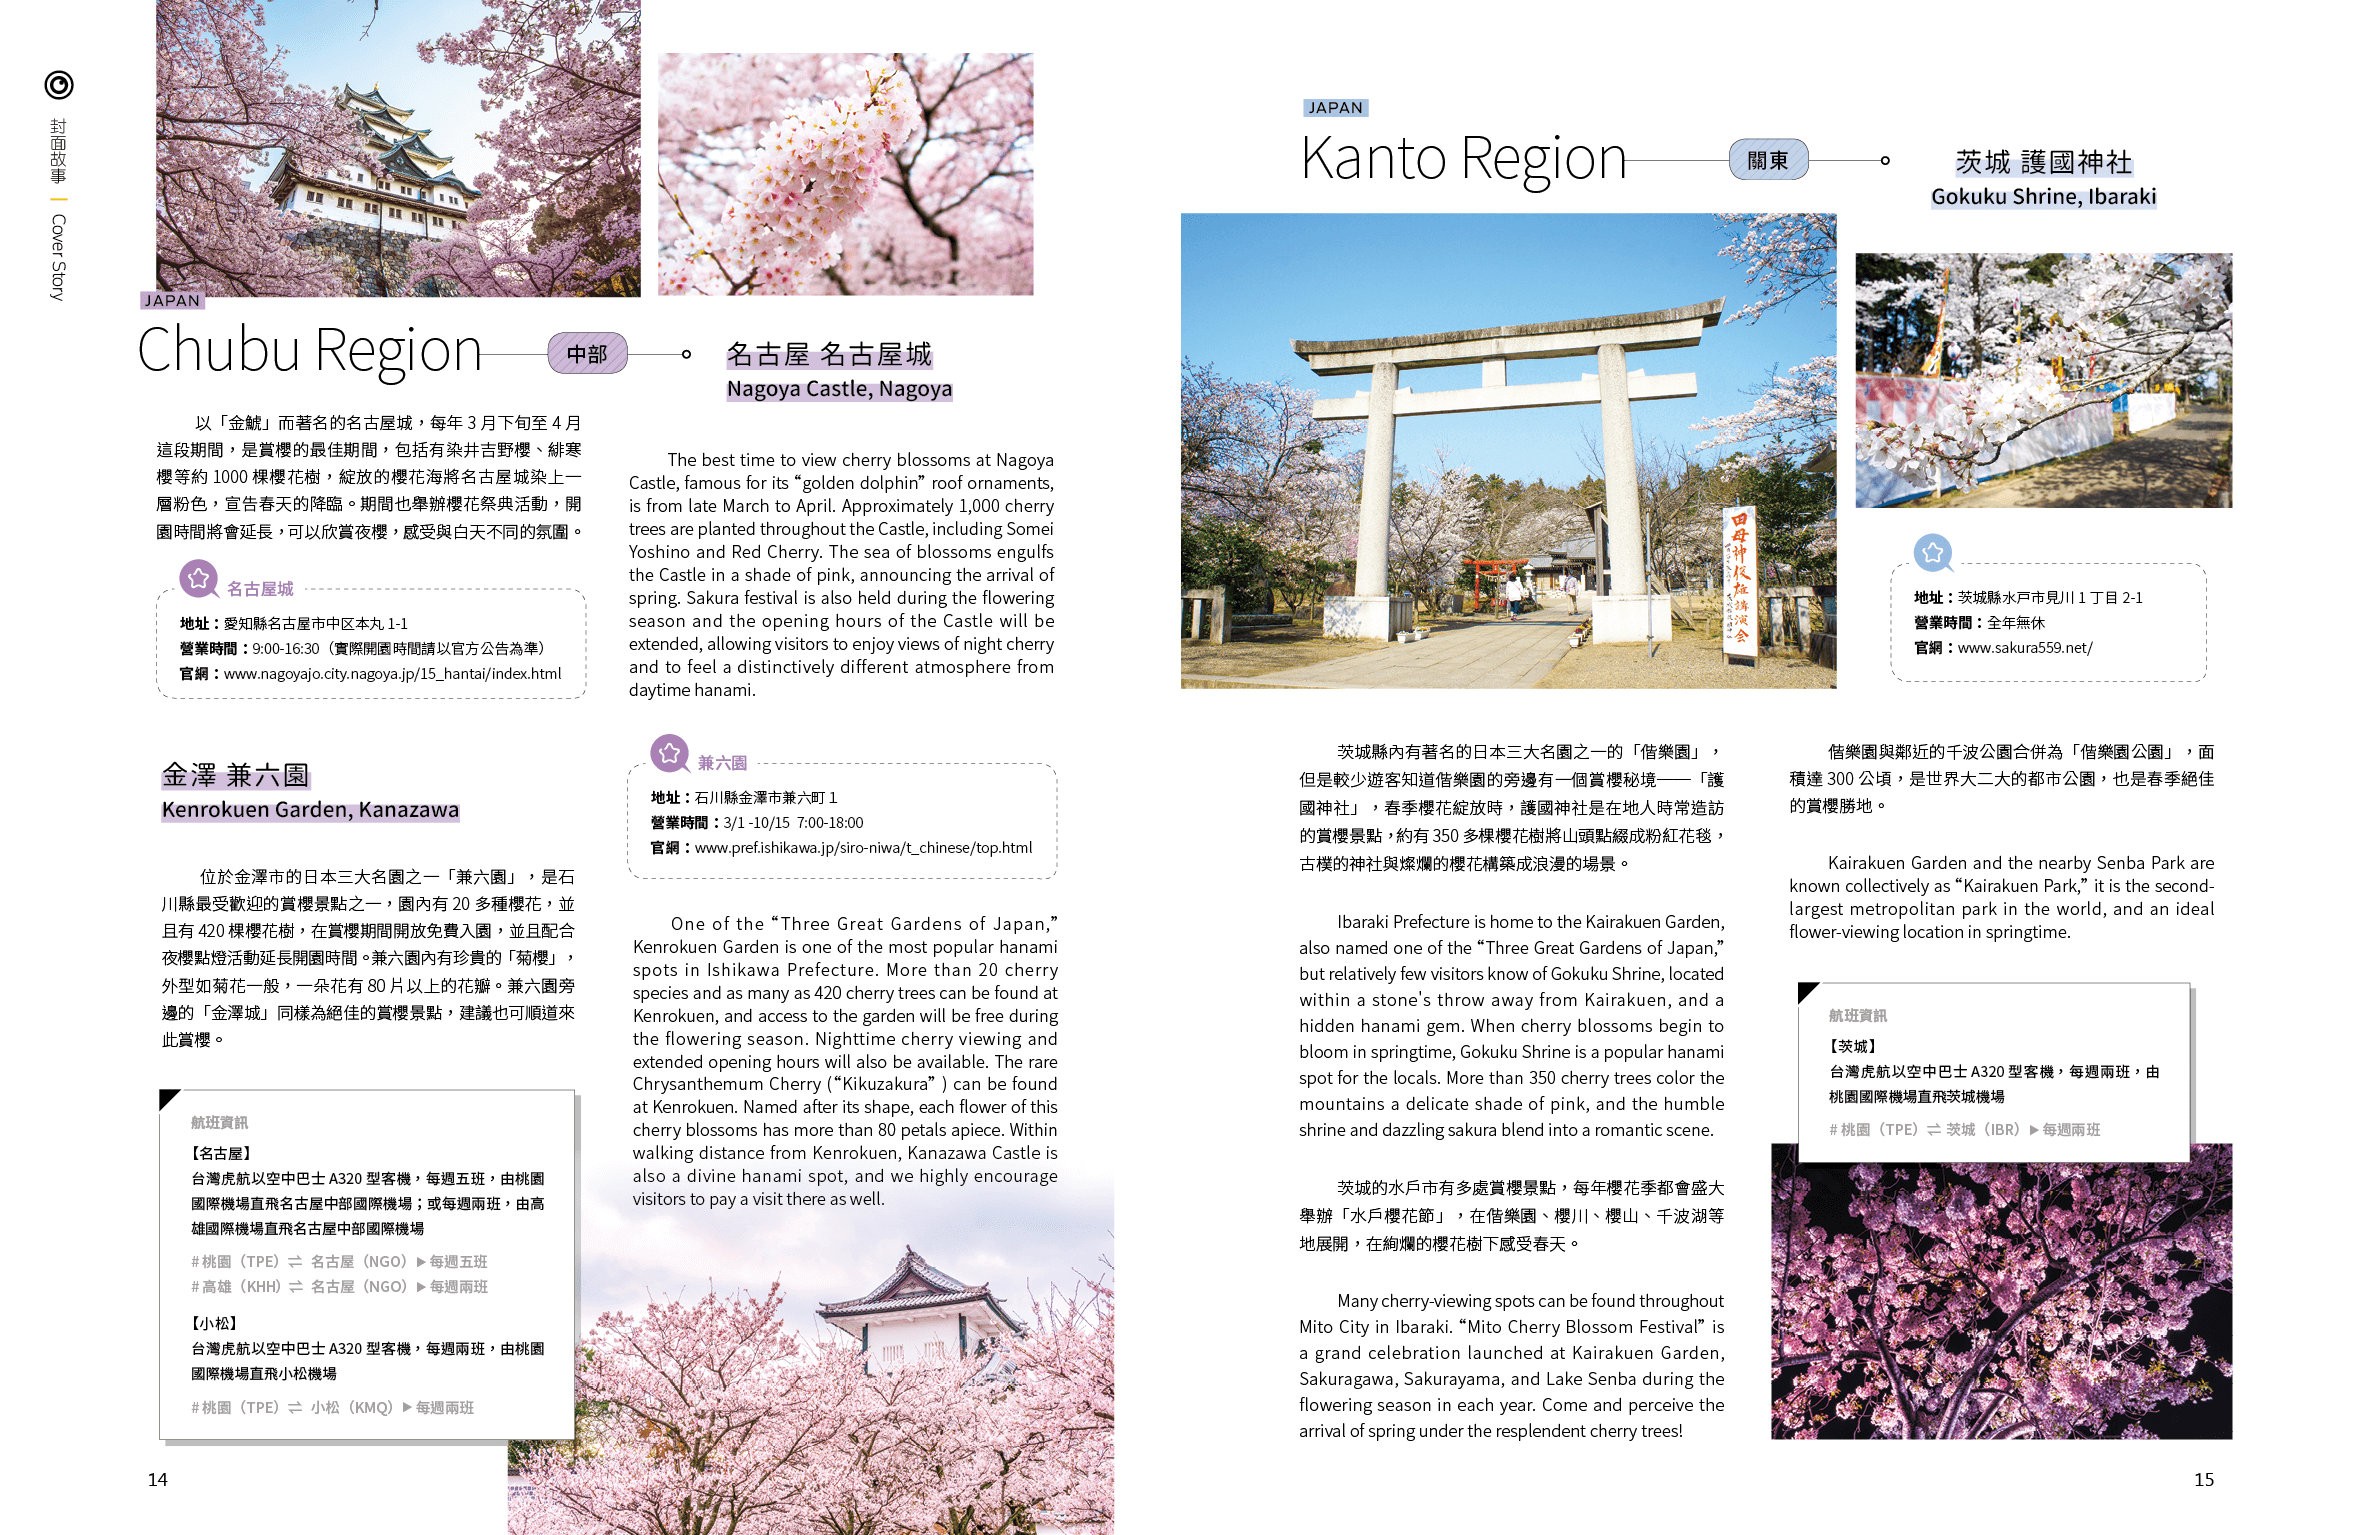 封面故事 | Cover Story
JAPAN
Chubu Region
中部
名古屋 名古屋城
Nagoya Castle, Nagoya
以「金鯱」而著名的名古屋城，每年 3 月下旬至 4 月
這段期間，是賞櫻的最佳期間，包括有染井吉野櫻、緋寒
櫻等約 1000 棵櫻花樹，綻放的櫻花海將名古屋城染上一
層粉色，宣告春天的降臨。期間也舉辦櫻花祭典活動，開
園時間將會延長，可以欣賞夜櫻，感受與白天不同的氛圍。
名古屋城
地址：愛知縣名古屋市中区本丸 1-1
營業時間：9:00-16:30（實際開園時間請以官方公告為準）
官網：www.nagoyajo.city.nagoya.jp/15_hantai/index.html
The best time to view cherry blossoms at Nagoya
Castle, famous for its “golden dolphin” roof ornaments,
is from late March to April. Approximately 1,000 cherry
trees are planted throughout the Castle, including Somei
Yoshino and Red Cherry. The sea of blossoms engulfs
the Castle in a shade of pink, announcing the arrival of
spring. Sakura festival is also held during the flowering
season and the opening hours of the Castle will be
extended, allowing visitors to enjoy views of night cherry
and to feel a distinctively different atmosphere from
daytime hanami.
金澤 兼六園
Kenrokuen Garden, Kanazawa
位於金澤市的日本三大名園之一「兼六園」，是石
川縣最受歡迎的賞櫻景點之一，園內有 20 多種櫻花，並
且有 420 棵櫻花樹，在賞櫻期間開放免費入園，並且配合
夜櫻點燈活動延長開園時間。兼六園內有珍貴的「菊櫻」，
外型如菊花一般，一朵花有 80 片以上的花瓣。兼六園旁
邊的「金澤城」同樣為絕佳的賞櫻景點，建議也可順道來
此賞櫻。
兼六園
地址：石川縣金澤市兼六町 1
營業時間：3/1 -10/15 7:00-18:00
官網：www.pref.ishikawa.jp/siro-niwa/t_chinese/top.html
One of the “Three Great Gardens of Japan,”
Kenrokuen Garden is one of the most popular hanami
spots in Ishikawa Prefecture. More than 20 cherry
species and as many as 420 cherry trees can be found at
Kenrokuen, and access to the garden will be free during
the flowering season. Nighttime cherry viewing and
extended opening hours will also be available. The rare
Chrysanthemum Cherry (“Kikuzakura” ) can be found
at Kenrokuen. Named after its shape, each flower of this
cherry blossoms has more than 80 petals apiece. Within
walking distance from Kenrokuen, Kanazawa Castle is
also a divine hanami spot, and we highly encourage
visitors to pay a visit there as well.
航班資訊
【名古屋】
台灣虎航以空中巴士 A320 型客機，每週五班，由桃園
國際機場直飛名古屋中部國際機場；或每週兩班，由高
雄國際機場直飛名古屋中部國際機場
# 桃園（TPE）⇌ 名古屋（NGO）▶ 每週五班
# 高雄（KHH）⇌ 名古屋（NGO）▶ 每週兩班
【小松】
台灣虎航以空中巴士 A320 型客機，每週兩班，由桃園
國際機場直飛小松機場
# 桃園（TPE）⇌ 小松（KMQ）▶ 每週兩班
14
JAPAN
Kanto Region
關東
茨城 護國神社
Gokuku Shrine, Ibaraki
田母神俊雄講演会
地址：茨城縣水戸市見川 1 丁目 2-1
營業時間：全年無休
官網：www.sakura559.net/
茨城縣內有著名的日本三大名園之一的「偕樂園」，
但是較少遊客知道偕樂園的旁邊有一個賞櫻秘境──「護
國神社」，春季櫻花綻放時，護國神社是在地人時常造訪
的賞櫻景點，約有 350 多棵櫻花樹將山頭點綴成粉紅花毯，
古樸的神社與燦爛的櫻花構築成浪漫的場景。
Ibaraki Prefecture is home to the Kairakuen Garden,
also named one of the “Three Great Gardens of Japan,”
but relatively few visitors know of Gokuku Shrine, located
within a stone's throw away from Kairakuen, and a
hidden hanami gem. When cherry blossoms begin to
bloom in springtime, Gokuku Shrine is a popular hanami
spot for the locals. More than 350 cherry trees color the
mountains a delicate shade of pink, and the humble
shrine and dazzling sakura blend into a romantic scene.
茨城的水戶市有多處賞櫻景點，每年櫻花季都會盛大
舉辦「水戶櫻花節」，在偕樂園、櫻川、櫻山、千波湖等
地展開，在絢爛的櫻花樹下感受春天。
Many cherry-viewing spots can be found throughout
Mito City in Ibaraki. “Mito Cherry Blossom Festival” is
a grand celebration launched at Kairakuen Garden,
Sakuragawa, Sakurayama, and Lake Senba during the
flowering season in each year. Come and perceive the
arrival of spring under the resplendent cherry trees!
偕樂園與鄰近的千波公園合併為「偕樂園公園」，面
積達 300 公頃，是世界大二大的都市公園，也是春季絕佳
的賞櫻勝地。
Kairakuen Garden and the nearby Senba Park are
known collectively as “Kairakuen Park,” it is the second-
largest metropolitan park in the world, and an ideal
flower-viewing location in springtime.
航班資訊
【茨城】
台灣虎航以空中巴士 A320 型客機，每週兩班，由
桃園國際機場直飛茨城機場
# 桃園（TPE）⇌ 茨城（IBR）▶ 每週兩班
15